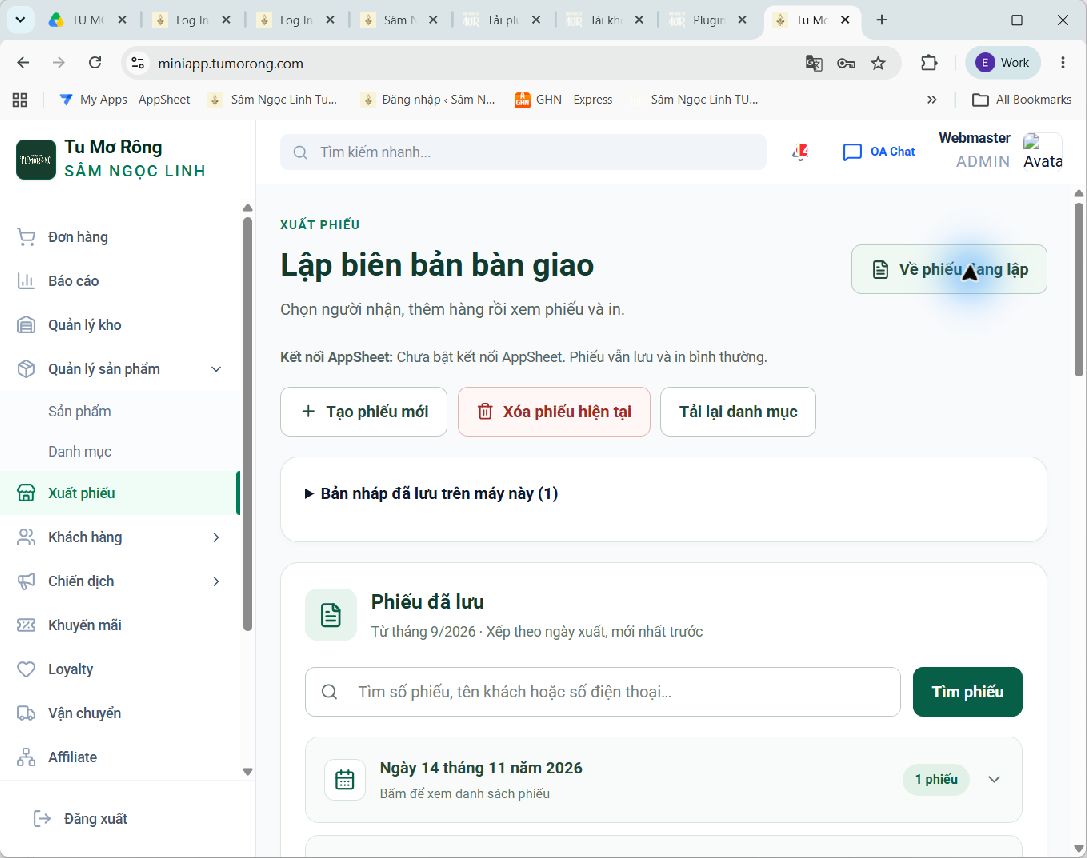 TU M
Log In
Log In
Sâm N
Tải plu
Tải kh
Plugin
Tu Mơ
miniapp.tumorong.com
E Work
My Apps - AppSheet
Sâm Ngọc Linh Tu...
Đăng nhập ‹ Sâm N...
GHN - Express
Sâm Ngọc Linh TU...
All Bookmarks
Tu Mơ Rông
SÂM NGỌC LINH
Tìm kiếm nhanh...
OA Chat
Webmaster
ADMIN
Avata
Đơn hàng
Báo cáo
Quản lý kho
Quản lý sản phẩm
Sản phẩm
Danh mục
Xuất phiếu
Khách hàng
Chiến dịch
Khuyến mãi
Loyalty
Vận chuyển
Affiliate
Đăng xuất
XUẤT PHIẾU
Lập biên bản bàn giao
Về phiếu đang lập
Chọn người nhận, thêm hàng rồi xem phiếu và in.
Kết nối AppSheet: Chưa bật kết nối AppSheet. Phiếu vẫn lưu và in bình thường.
Tạo phiếu mới
Xóa phiếu hiện tại
Tải lại danh mục
Bản nháp đã lưu trên máy này (1)
Phiếu đã lưu
Từ tháng 9/2026 · Xếp theo ngày xuất, mới nhất trước
Tìm số phiếu, tên khách hoặc số điện thoại...
Tìm phiếu
Ngày 14 tháng 11 năm 2026
1 phiếu
Bấm để xem danh sách phiếu